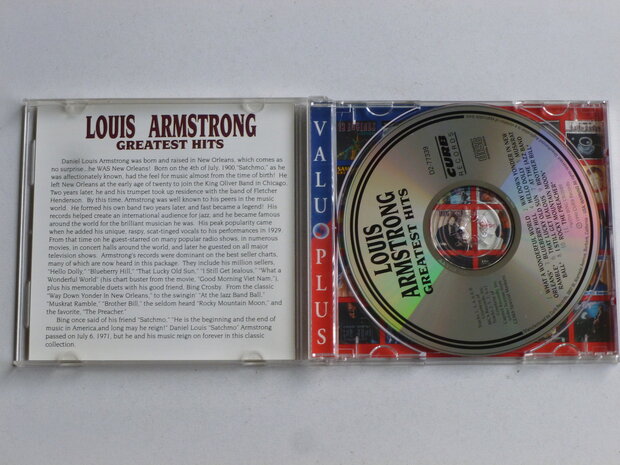 LOUIS ARMSTRONG
GREATEST HITS
Daniel Louis Armstrong was born and raised in New Orleans, which comes as
no surprise...he WAS New Orleans! Born on the 4th of July, 1900, "Satchmo," as he
was affectionately known, had the feel for music almost from the time of birth! He
left New Orleans at the early age of twenty to join the King Oliver Band in Chicago.
Two years later, he and his trumpet took up residence with the band of Fletcher
Henderson. By this time, Armstrong was well known to his peers in the music
world. He formed his own band two years later, and fast became a legend! His
records helped create an international audience for jazz, and he became famous
around the world for the brilliant musician he was. His peak popularity came
when he added his unique, raspy, scat-tinged vocals to his performances in 1929.
From that time on he guest-starred on many popular radio shows, in numerous
movies, in concert halls around the world, and later he guested on all major
television shows. Armstrong's records were dominant on the best seller charts,
many of which are now heard in this package. They include his million sellers,
"Hello Dolly," "Blueberry Hill," "That Lucky Old Sun," "I Still Get Jealous," "What a
Wonderful World" (his chart buster from the movie, "Good Morning Viet Nam"),
plus his memorable duets with his good friend, Bing Crosby. From the classic
"Way Down Yonder In New Orleans," to the swingin' "At the Jazz Band Ball,"
"Muskrat Ramble," "Brother Bill," the seldom heard "Rocky Mountain Moon," and
the favorite, "The Preacher."
Bing once said of his friend "Satchmo," "He is the beginning and the end of
music in America,and long may he reign!" Daniel Louis "Satchmo" Armstrong
passed on July 6, 1971, but he and his music reign on forever in this classic
collection.
VALU PLUS
CURB
RECORDS
D2-77339
LOUIS
ARMSTRONG
GREATEST HITS